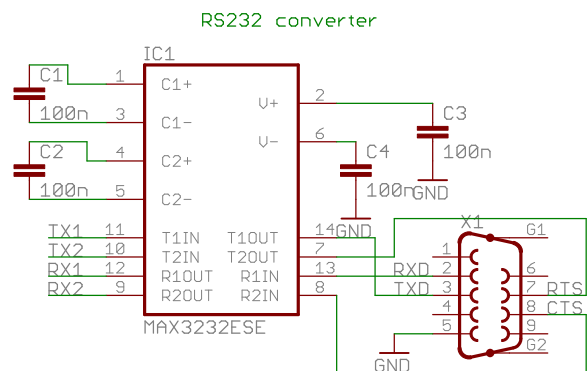 RS232 converter
IC1
C1
100n
C2
100n
1
3
4
5
C1+
C1-
C2+
C2-
V+
V-
2
6
C3
100n
GND
C4
100n
GND
TX1 11 T1IN T1OUT 14
TX2 10 T2IN T2OUT 7
RX1 12 R1OUT R1IN 13
RX2 9 R2OUT R2IN 8
MAX3232ESE
X1
G1
1
RXD 2 6
TXD 3 7 RTS
4 8 CTS
5 9
G2
GND